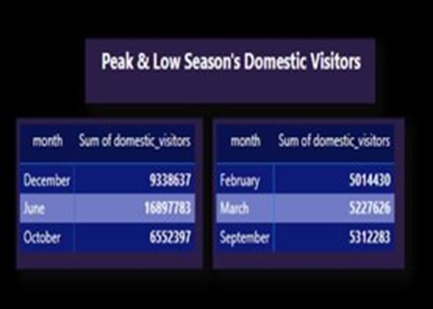 Peak & Low Season's Domestic Visitors
month Sum of domestic_visitors
December 9338637
June 16897783
October 6552397
month Sum of domestic_visitors
February 5014430
March 5227626
September 5312283